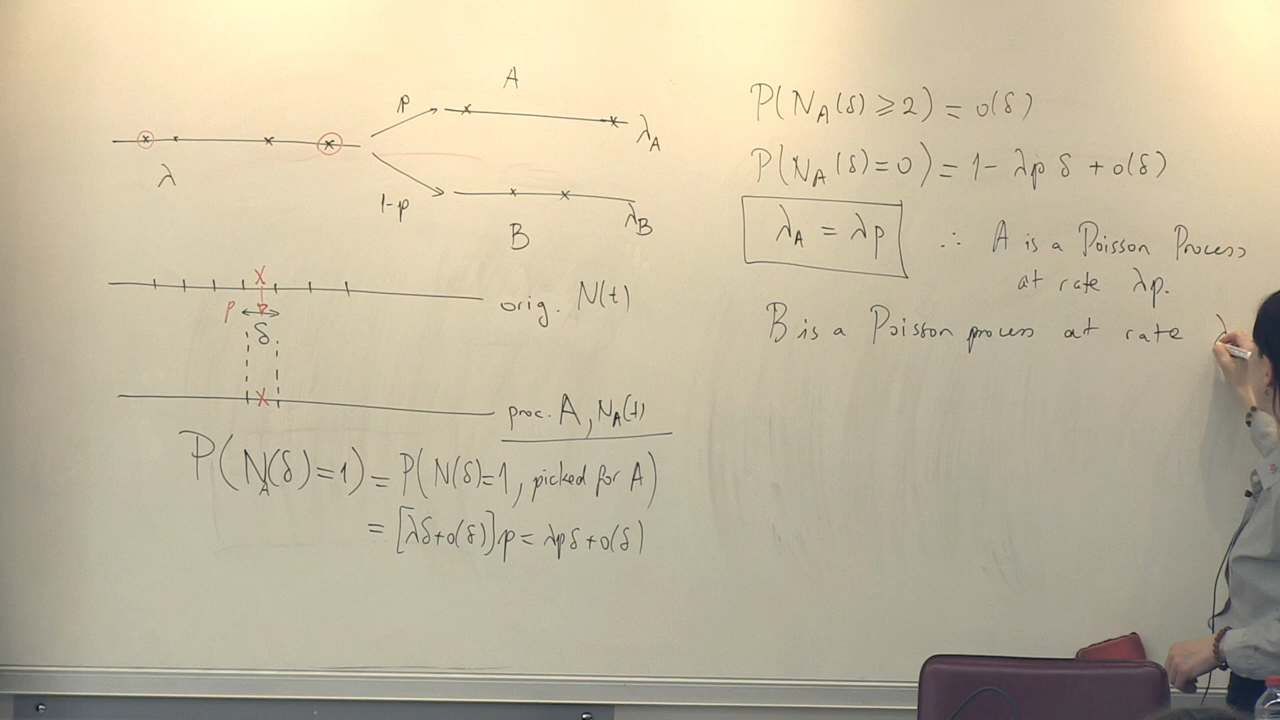 A
p
λ_A
λ
1-p
λ_B
B
X
orig. N(t)
p
δ
X
proc. A, N_A(t)
P(N_A(δ)=1) = P(N(δ)=1, picked for A)
= [λδ+o(δ)]p = λpδ+o(δ)
P(N_A(δ) ≥ 2) = o(δ)
P(N_A(δ)=0) = 1 - λp δ + o(δ)
λ_A = λp ∴ A is a Poisson Process
at rate λp.
B is a Poisson process at rate λ